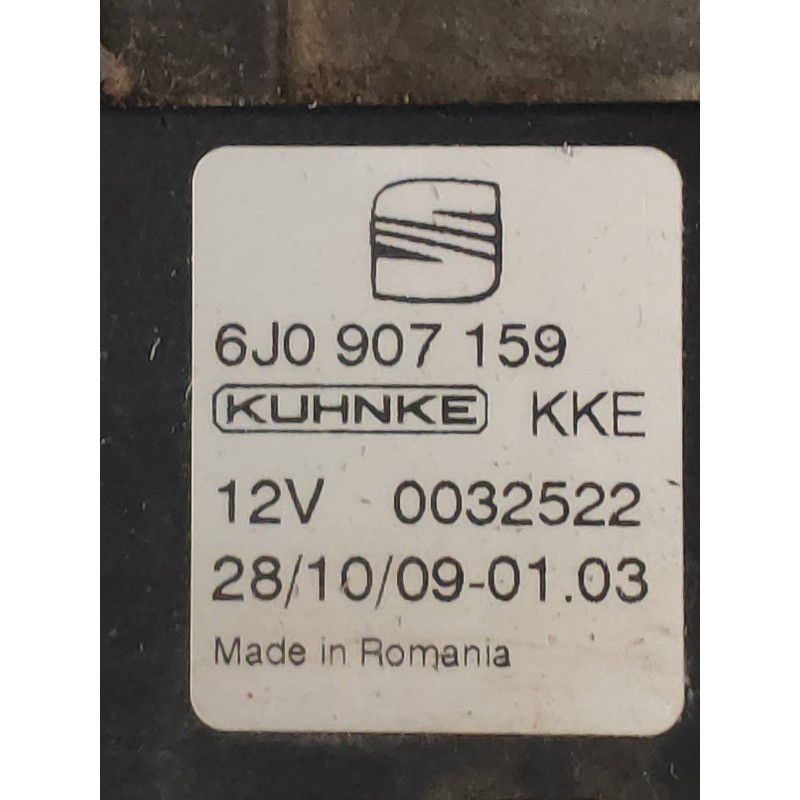 6J0 907 159
KUHNKE KKE
12V 0032522
28/10/09-01.03
Made in Romania